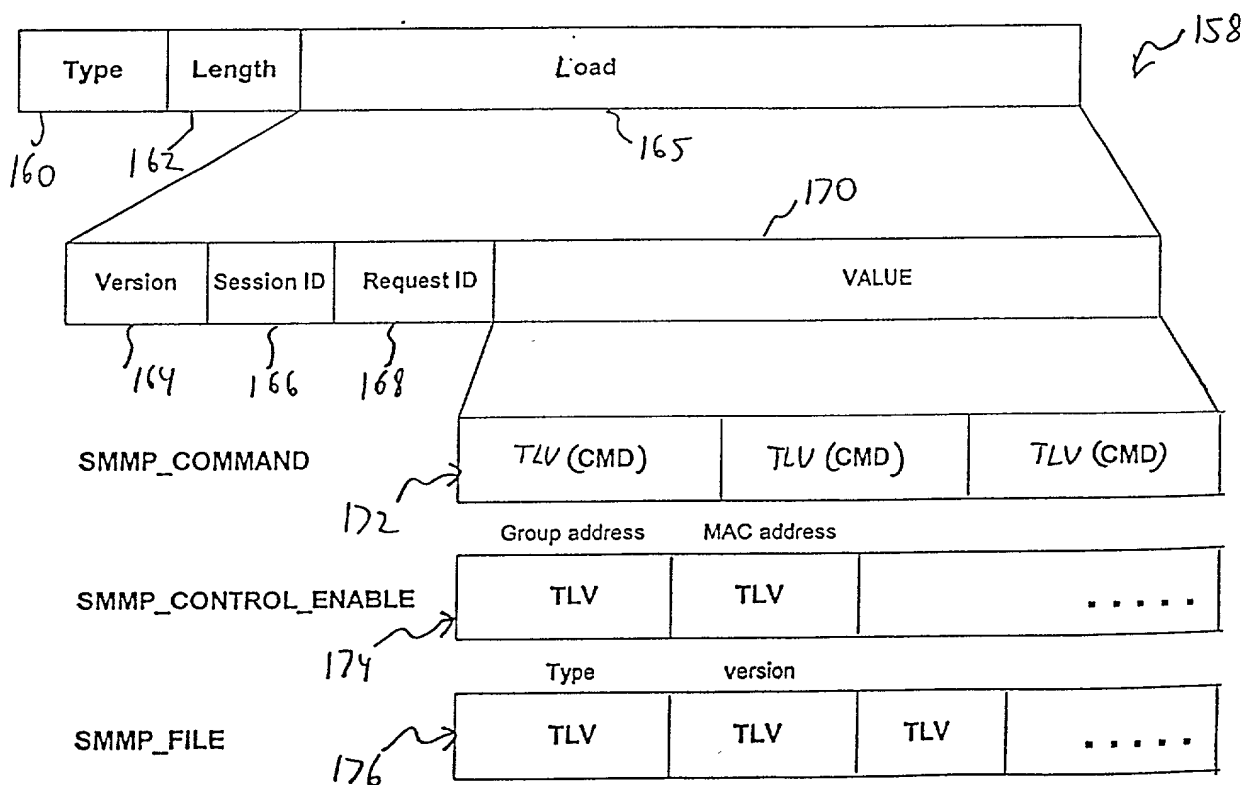 158
Type Length Load
160 162 165
170
Version Session ID Request ID VALUE
164 166 168
SMMP_COMMAND TLV (CMD) TLV (CMD) TLV (CMD)
172
Group address MAC address
SMMP_CONTROL_ENABLE TLV TLV .....
174
Type version
SMMP_FILE TLV TLV TLV .....
176